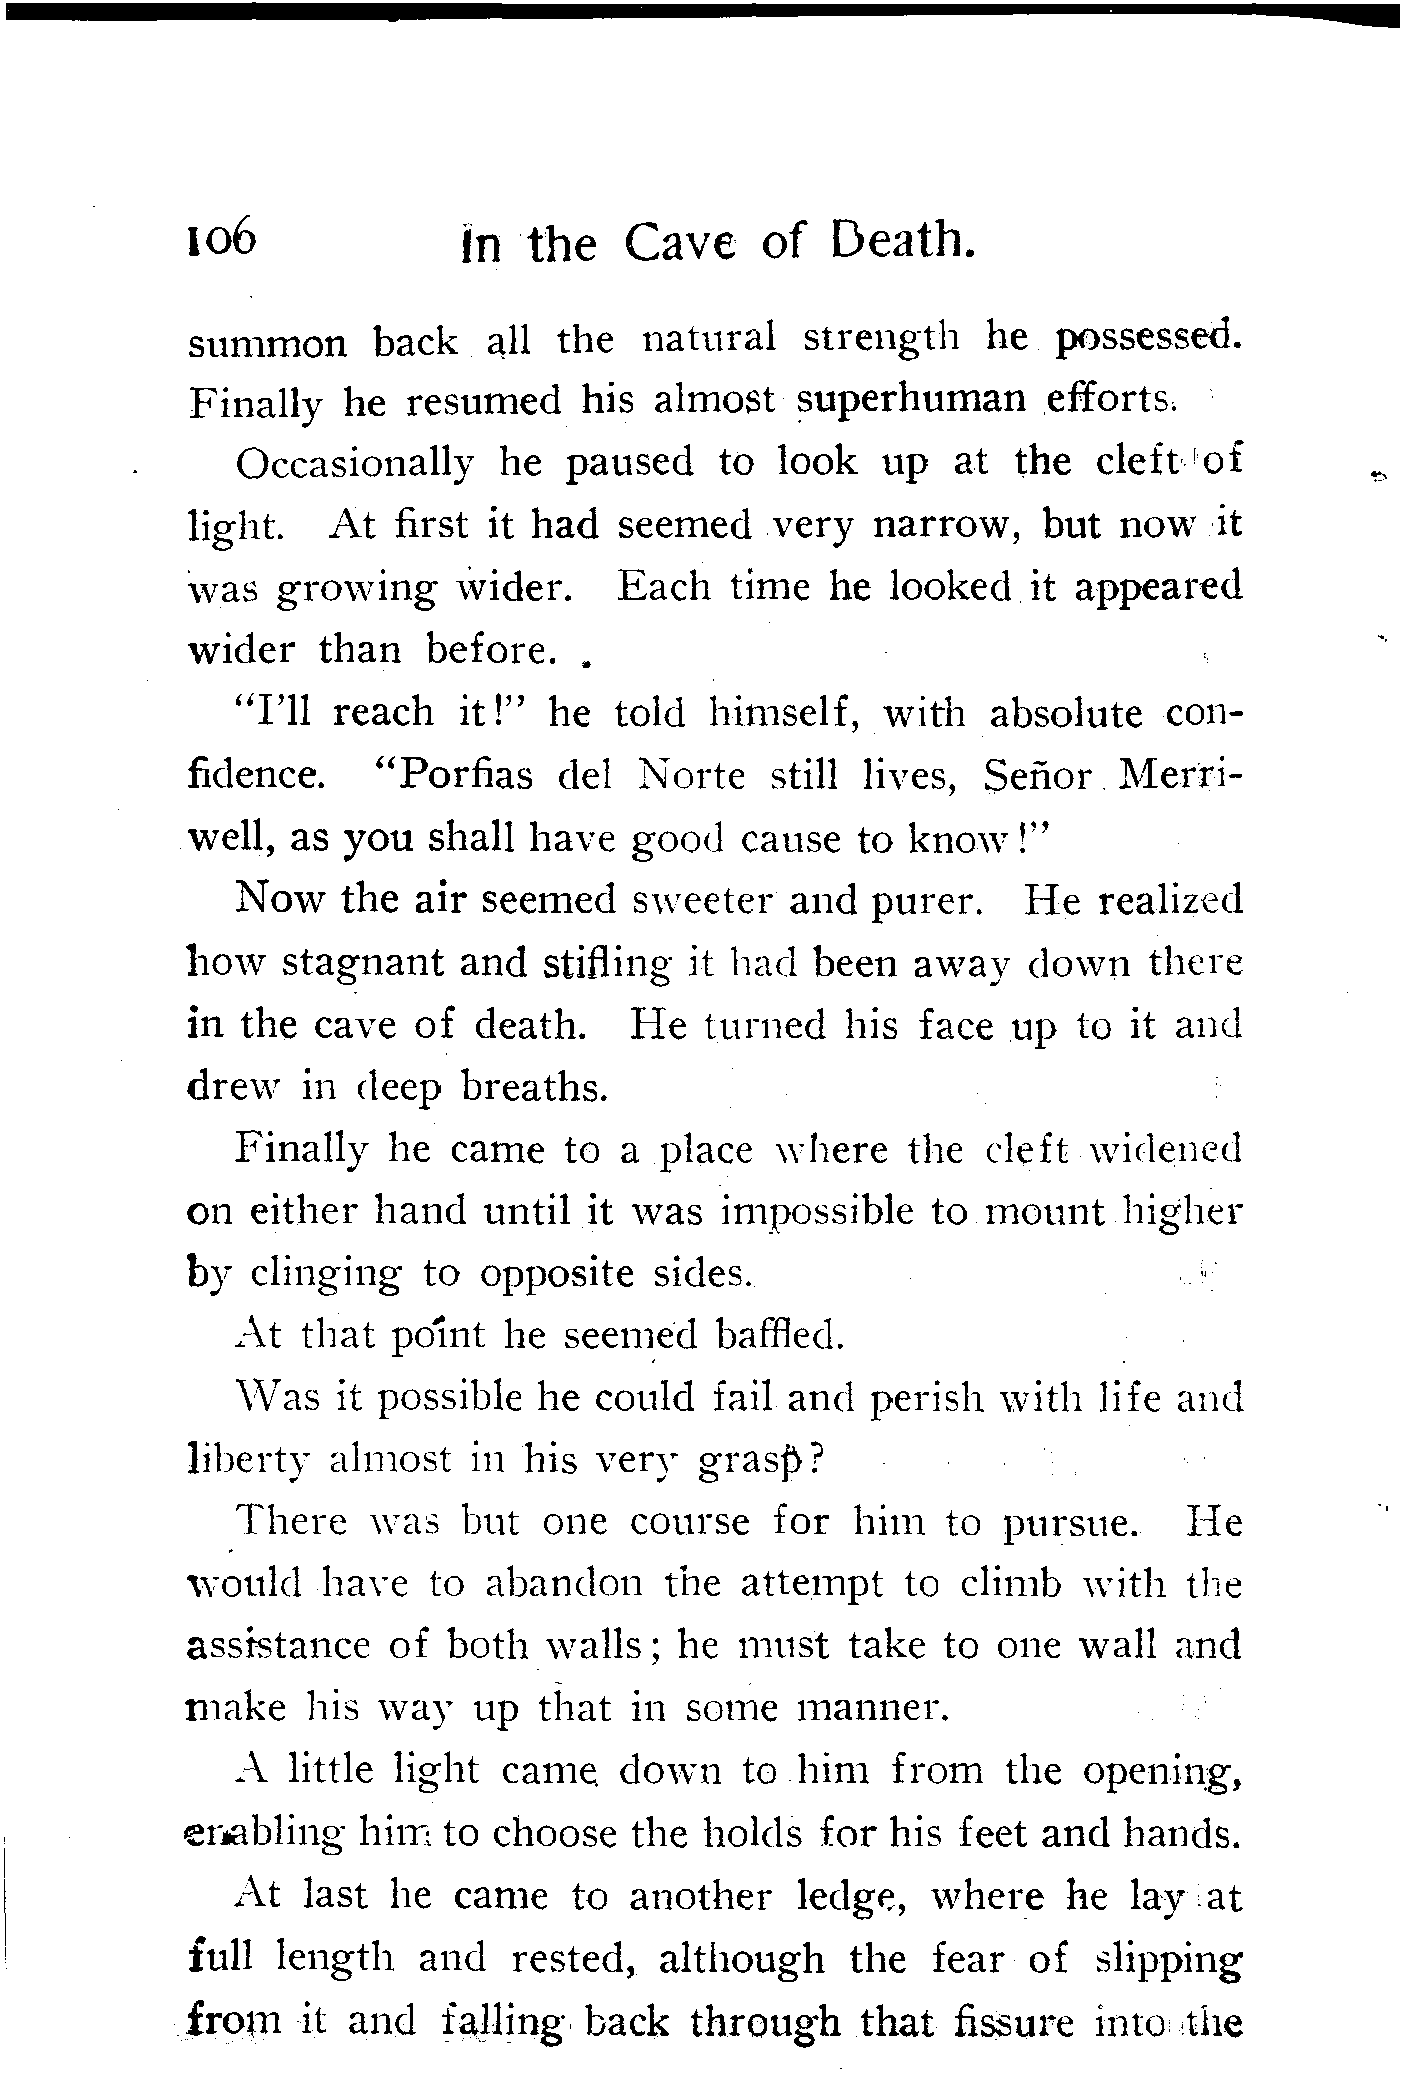 106 In the Cave of Death.
summon back all the natural strength he possessed.
Finally he resumed his almost superhuman efforts.
Occasionally he paused to look up at the cleft of
light. At first it had seemed very narrow, but now it
was growing wider. Each time he looked it appeared
wider than before.
"I'll reach it!" he told himself, with absolute con-
fidence. "Porfias del Norte still lives, Señor Merri-
well, as you shall have good cause to know!"
Now the air seemed sweeter and purer. He realized
how stagnant and stifling it had been away down there
in the cave of death. He turned his face up to it and
drew in deep breaths.
Finally he came to a place where the cleft widened
on either hand until it was impossible to mount higher
by clinging to opposite sides.
At that point he seemed baffled.
Was it possible he could fail and perish with life and
liberty almost in his very grasp?
There was but one course for him to pursue. He
would have to abandon the attempt to climb with the
assistance of both walls; he must take to one wall and
make his way up that in some manner.
A little light came down to him from the opening,
enabling him to choose the holds for his feet and hands.
At last he came to another ledge, where he lay at
full length and rested, although the fear of slipping
from it and falling back through that fissure into the